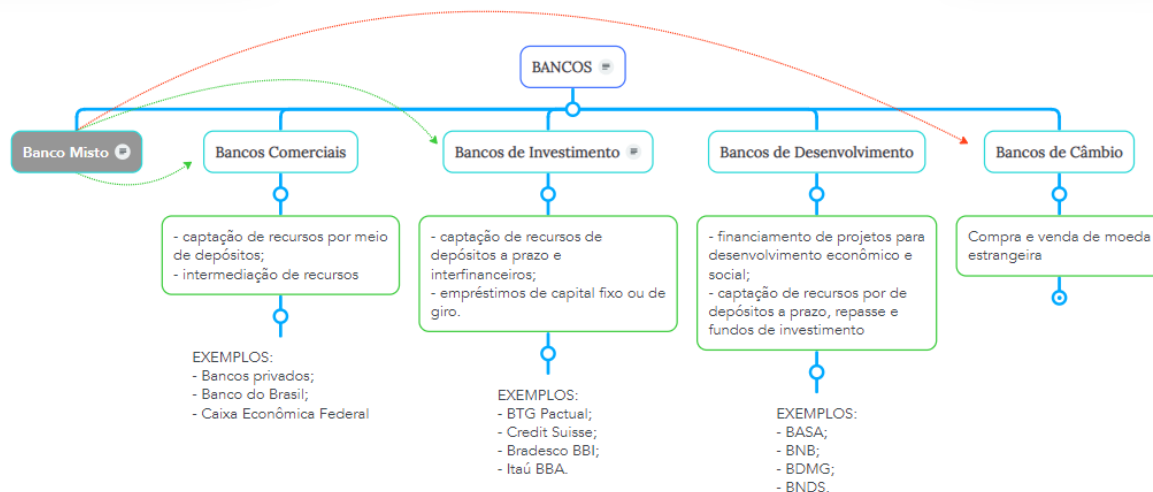 BANCOS
Banco Misto
Bancos Comerciais
Bancos de Investimento
Bancos de Desenvolvimento
Bancos de Câmbio
- captação de recursos por meio
de depósitos;
- intermediação de recursos
EXEMPLOS:
- Bancos privados;
- Banco do Brasil;
- Caixa Econômica Federal
- captação de recursos de
depósitos a prazo e
interfinanceiros;
- empréstimos de capital fixo ou de
giro.
EXEMPLOS:
- BTG Pactual;
- Credit Suisse;
- Bradesco BBI;
- Itaú BBA.
- financiamento de projetos para
desenvolvimento econômico e
social;
- captação de recursos por de
depósitos a prazo, repasse e
fundos de investimento
EXEMPLOS:
- BASA;
- BNB;
- BDMG;
- BNDS.
Compra e venda de moeda
estrangeira